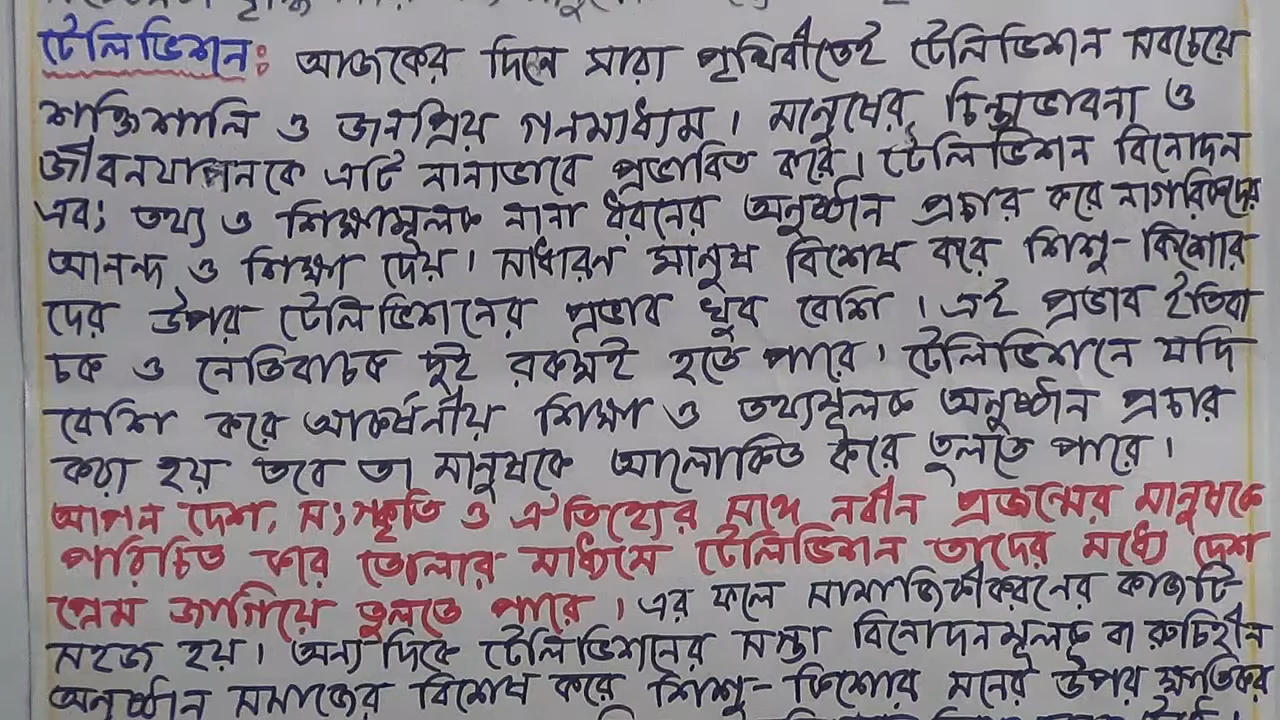 টেলিভিশন: আজকের দিনে সারা পৃথিবীতেই টেলিভিশন সবচেয়ে
শক্তিশালি ও জনপ্রিয় গনমাধ্যম। মানুষের চিন্তাভাবনা ও
জীবনযাপনকে এটি নানাভাবে প্রভাবিত করে। টেলিভিশন বিনোদন
এবং তথ্য ও শিক্ষামূলক নানা ধরনের অনুষ্ঠান প্রচার করে নাগরিকদের
আনন্দ ও শিক্ষা দেয়। সাধারন মানুষ বিশেষ করে শিশু-কিশোর
দের উপর টেলিভিশনের প্রভাব খুব বেশি। এই প্রভাব ইতিবা
চক ও নেতিবাচক দুই রকমই হতে পারে। টেলিভিশনে যদি
বেশি করে আকর্ষনীয় শিক্ষা ও তথ্যমূলক অনুষ্ঠান প্রচার
করা হয় তবে তা মানুষকে আলোকিত করে তুলতে পারে।
আপন দেশ, সংস্কৃতি ও ঐতিহ্যের সাথে নবীন প্রজন্মের মানুষকে
পারিচিত করে তোলার মাধ্যমে টেলিভিশন তাদের মধ্যে দেশ
প্রেম জাগিয়ে তুলতে পারে। এর ফলে সামাজিকীকরনের কাজটি
সহজ হয়। অন্য দিকে টেলিভিশনের সস্তা বিনোদনমূলক বা রুচিহীন
অনুষ্ঠান সমাজের বিশেষ করে শিশু-কিশোর মনের উপর ক্ষতিকর